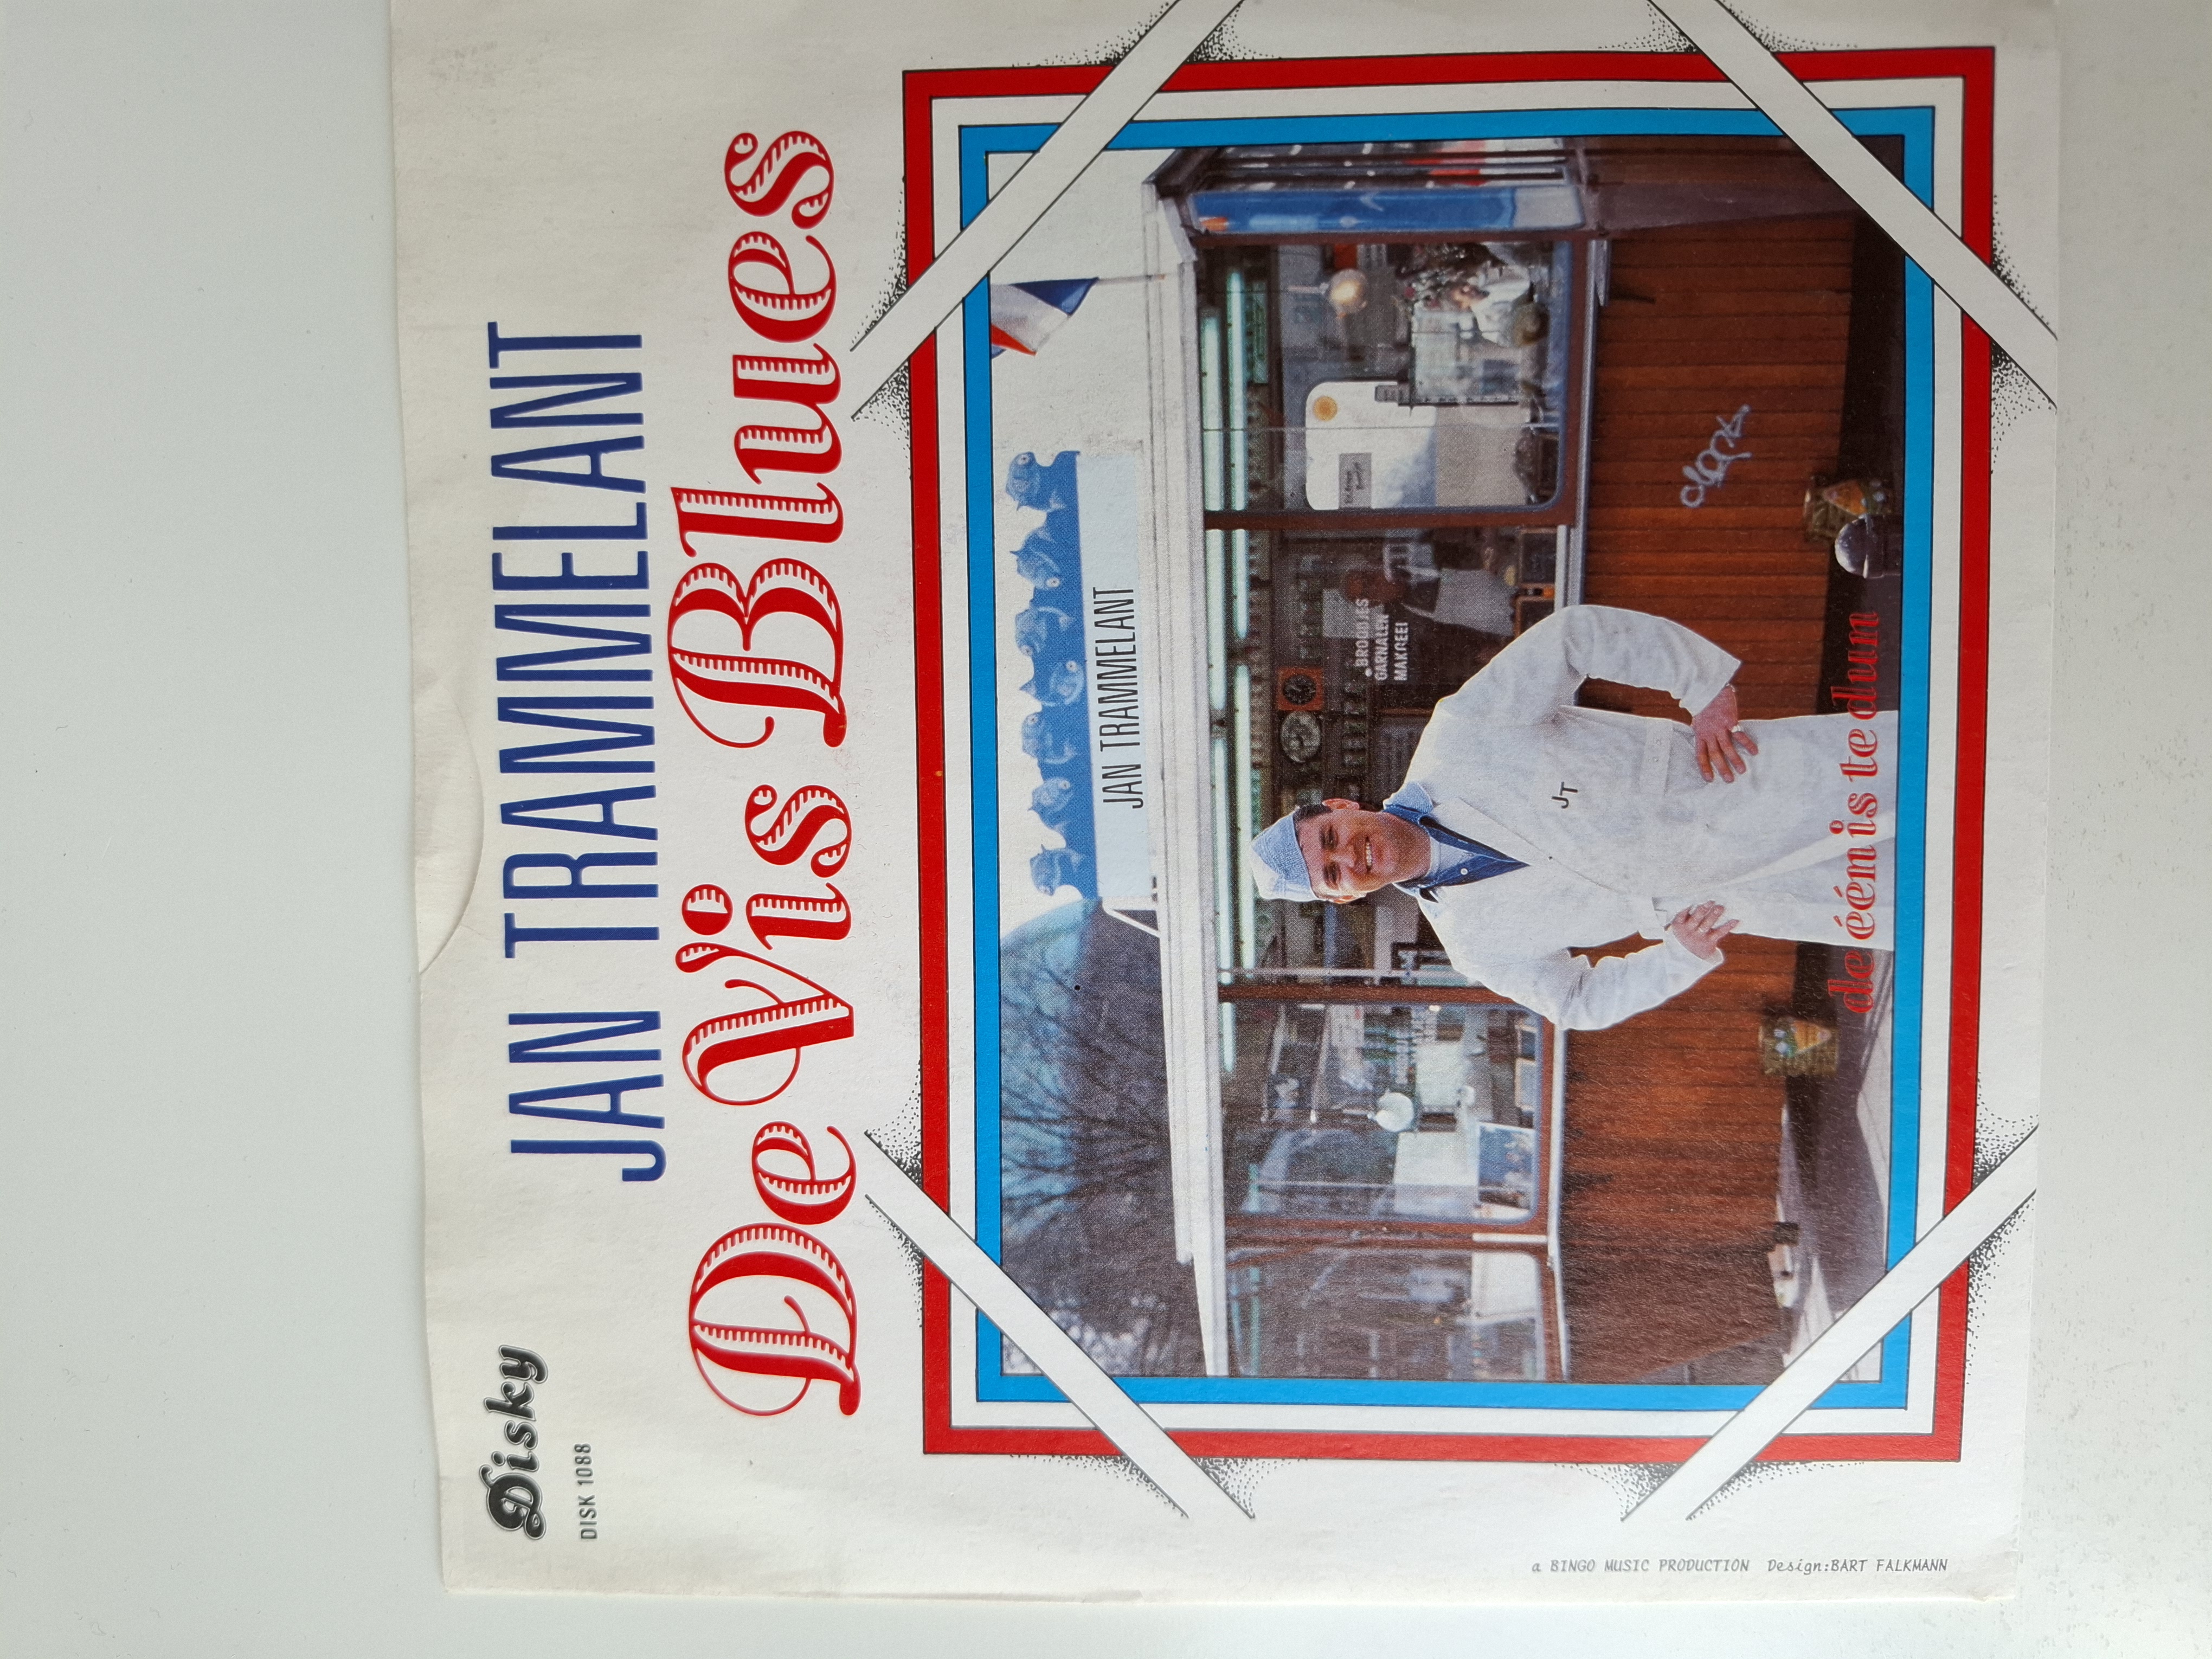 Disky
DISK 1088
JAN TRAMMELANT
De Vis Blues
JAN TRAMMELANT
BROODJES
GARNALEN
MAKREEL
JT
de één is te dun
a BINGO MUSIC PRODUCTION Design:BART FALKMANN